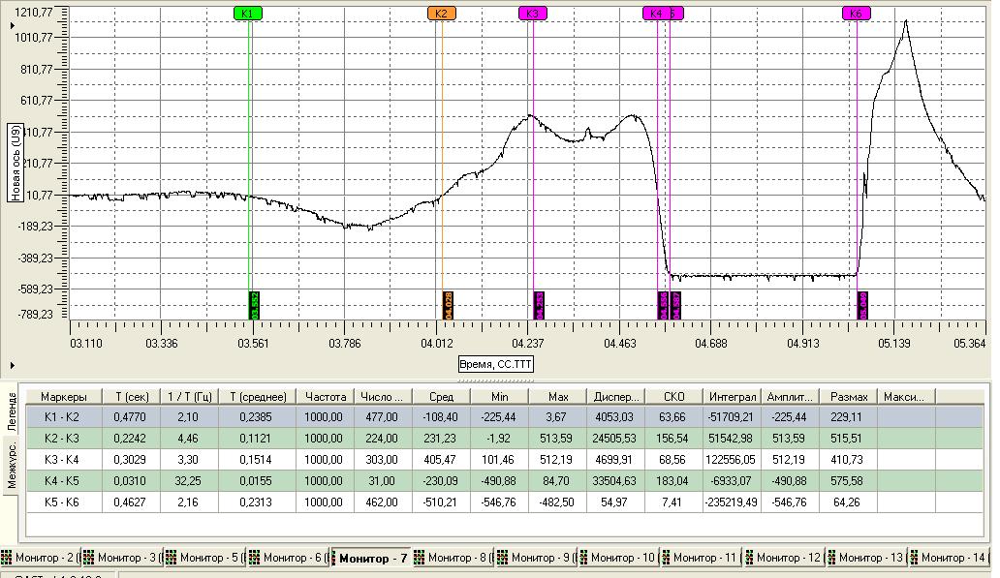 K1 K2 K3 K4 5 K6
1210,77
1010,77
810,77
610,77
410,77
210,77
10,77
-189,23
-389,23
-589,23
-789,23
Новая ось (U9)
03.552 04.028 04.253 04.556 04.587 05.049
03.110 03.336 03.561 03.786 04.012 04.237 04.463 04.688 04.913 05.139 05.364
Время, СС.ТТТ
Легенда
Межкурс.
Маркеры T (сек) 1 / T (Гц) T (среднее) Частота Число ... Сред Min Max Диспер... СКО Интеграл Амплит... Размах Макси...
K1 - K2 0,4770 2,10 0,2385 1000,00 477,00 -108,40 -225,44 3,67 4053,03 63,66 -51709,21 -225,44 229,11
K2 - K3 0,2242 4,46 0,1121 1000,00 224,00 231,23 -1,92 513,59 24505,53 156,54 51542,98 513,59 515,51
K3 - K4 0,3029 3,30 0,1514 1000,00 303,00 405,47 101,46 512,19 4699,91 68,56 122556,05 512,19 410,73
K4 - K5 0,0310 32,25 0,0155 1000,00 31,00 -230,09 -490,88 84,70 33504,63 183,04 -6933,07 -490,88 575,58
K5 - K6 0,4627 2,16 0,2313 1000,00 462,00 -510,21 -546,76 -482,50 54,97 7,41 -235219,49 -546,76 64,26
Монитор - 2 ( Монитор - 3 ( Монитор - 5 ( Монитор - 6 ( Монитор - 7 Монитор - 8 ( Монитор - 9 ( Монитор - 10 Монитор - 11 ( Монитор - 12 Монитор - 13 ( Монитор - 14 (